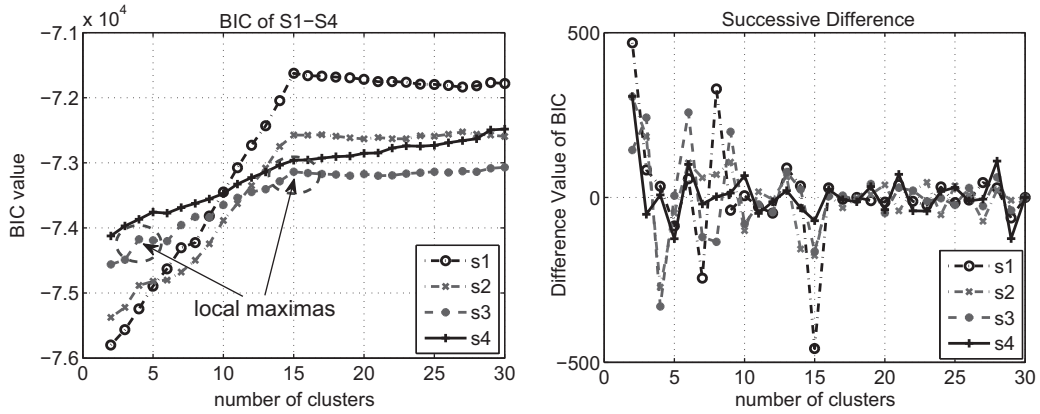 BIC of S1−S4
x 10⁴
−7.1
−7.2
−7.3
−7.4
−7.5
−7.6
BIC value
0
5
10
15
20
25
30
number of clusters
local maximas
s1
s2
s3
s4
Successive Difference
500
0
−500
Difference Value of BIC
0
5
10
15
20
25
30
number of clusters
s1
s2
s3
s4